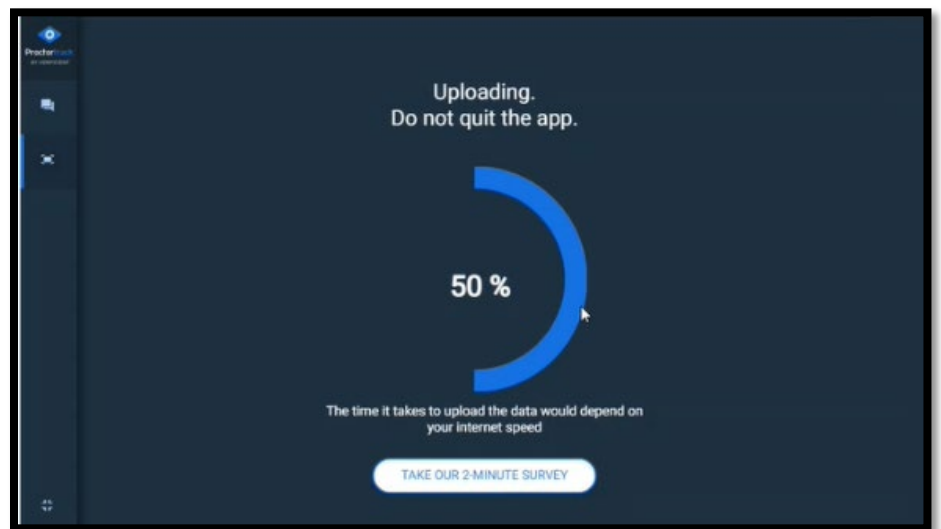 Proctortrack
Uploading.
Do not quit the app.
50 %
The time it takes to upload the data would depend on
your internet speed
TAKE OUR 2-MINUTE SURVEY